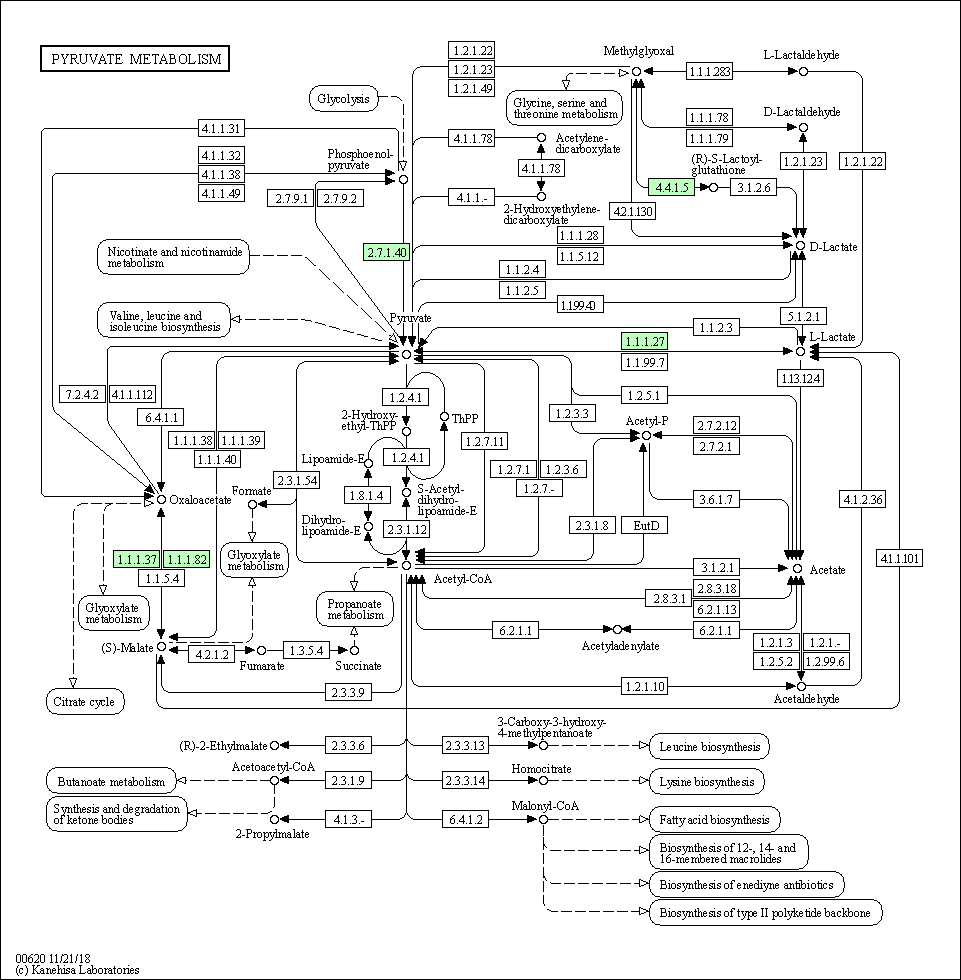 PYRUVATE METABOLISM
1.2.1.22
1.2.1.23
1.2.1.49
Methylglyoxal
1.1.1.283
L-Lactaldehyde
Glycolysis
Glycine, serine and
threonine metabolism
1.1.1.78
1.1.1.79
D-Lactaldehyde
4.1.1.31
4.1.1.32
4.1.1.38
4.1.1.49
Phosphoenol-
pyruvate
4.1.1.78
Acetylene-
dicarboxylate
4.1.1.78
(R)-S-Lactoyl-
glutathione
1.2.1.23
1.2.1.22
2.7.9.1
2.7.9.2
4.1.1.-
2-Hydroxyethylene-
dicarboxylate
4.4.1.5
3.1.2.6
4.2.1.130
Nicotinate and nicotinamide
metabolism
2.7.1.40
1.1.1.28
1.1.5.12
D-Lactate
1.1.2.4
1.1.2.5
1.1.99.40
Valine, leucine and
isoleucine biosynthesis
Pyruvate
5.1.2.1
1.1.2.3
L-Lactate
1.1.1.27
1.1.99.7
1.13.12.4
7.2.4.2
4.1.1.112
6.4.1.1
1.2.4.1
1.2.5.1
1.2.3.3
2-Hydroxy-
ethyl-ThPP
ThPP
Acetyl-P
2.7.2.12
2.7.2.1
1.1.1.38
1.1.1.39
1.1.1.40
1.2.7.11
Lipoamide-E
1.2.4.1
1.2.7.1
1.2.3.6
1.2.7.-
2.3.1.54
Formate
1.8.1.4
S-Acetyl-
dihydro-
lipoamide-E
Oxaloacetate
3.6.1.7
4.1.2.36
Dihydro-
lipoamide-E
2.3.1.12
2.3.1.8
EutD
1.1.1.37
1.1.1.82
1.1.5.4
Glyoxylate
metabolism
4.1.1.101
Acetyl-CoA
3.1.2.1
Acetate
2.8.3.18
2.8.3.1
6.2.1.13
Glyoxylate
metabolism
Propanoate
metabolism
6.2.1.1
6.2.1.1
Acetyladenylate
(S)-Malate
4.2.1.2
Fumarate
1.3.5.4
Succinate
1.2.1.3
1.2.1.-
1.2.5.2
1.2.99.6
2.3.3.9
1.2.1.10
Acetaldehyde
Citrate cycle
(R)-2-Ethylmalate
2.3.3.6
2.3.3.13
3-Carboxy-3-hydroxy-
4-methylpentanoate
Leucine biosynthesis
Acetoacetyl-CoA
Butanoate metabolism
2.3.1.9
2.3.3.14
Homocitrate
Lysine biosynthesis
Synthesis and degradation
of ketone bodies
2-Propylmalate
4.1.3.-
6.4.1.2
Malonyl-CoA
Fatty acid biosynthesis
Biosynthesis of 12-, 14- and
16-membered macrolides
Biosynthesis of enediyne antibiotics
Biosynthesis of type II polyketide backbone
00620 11/21/18
(c) Kanehisa Laboratories